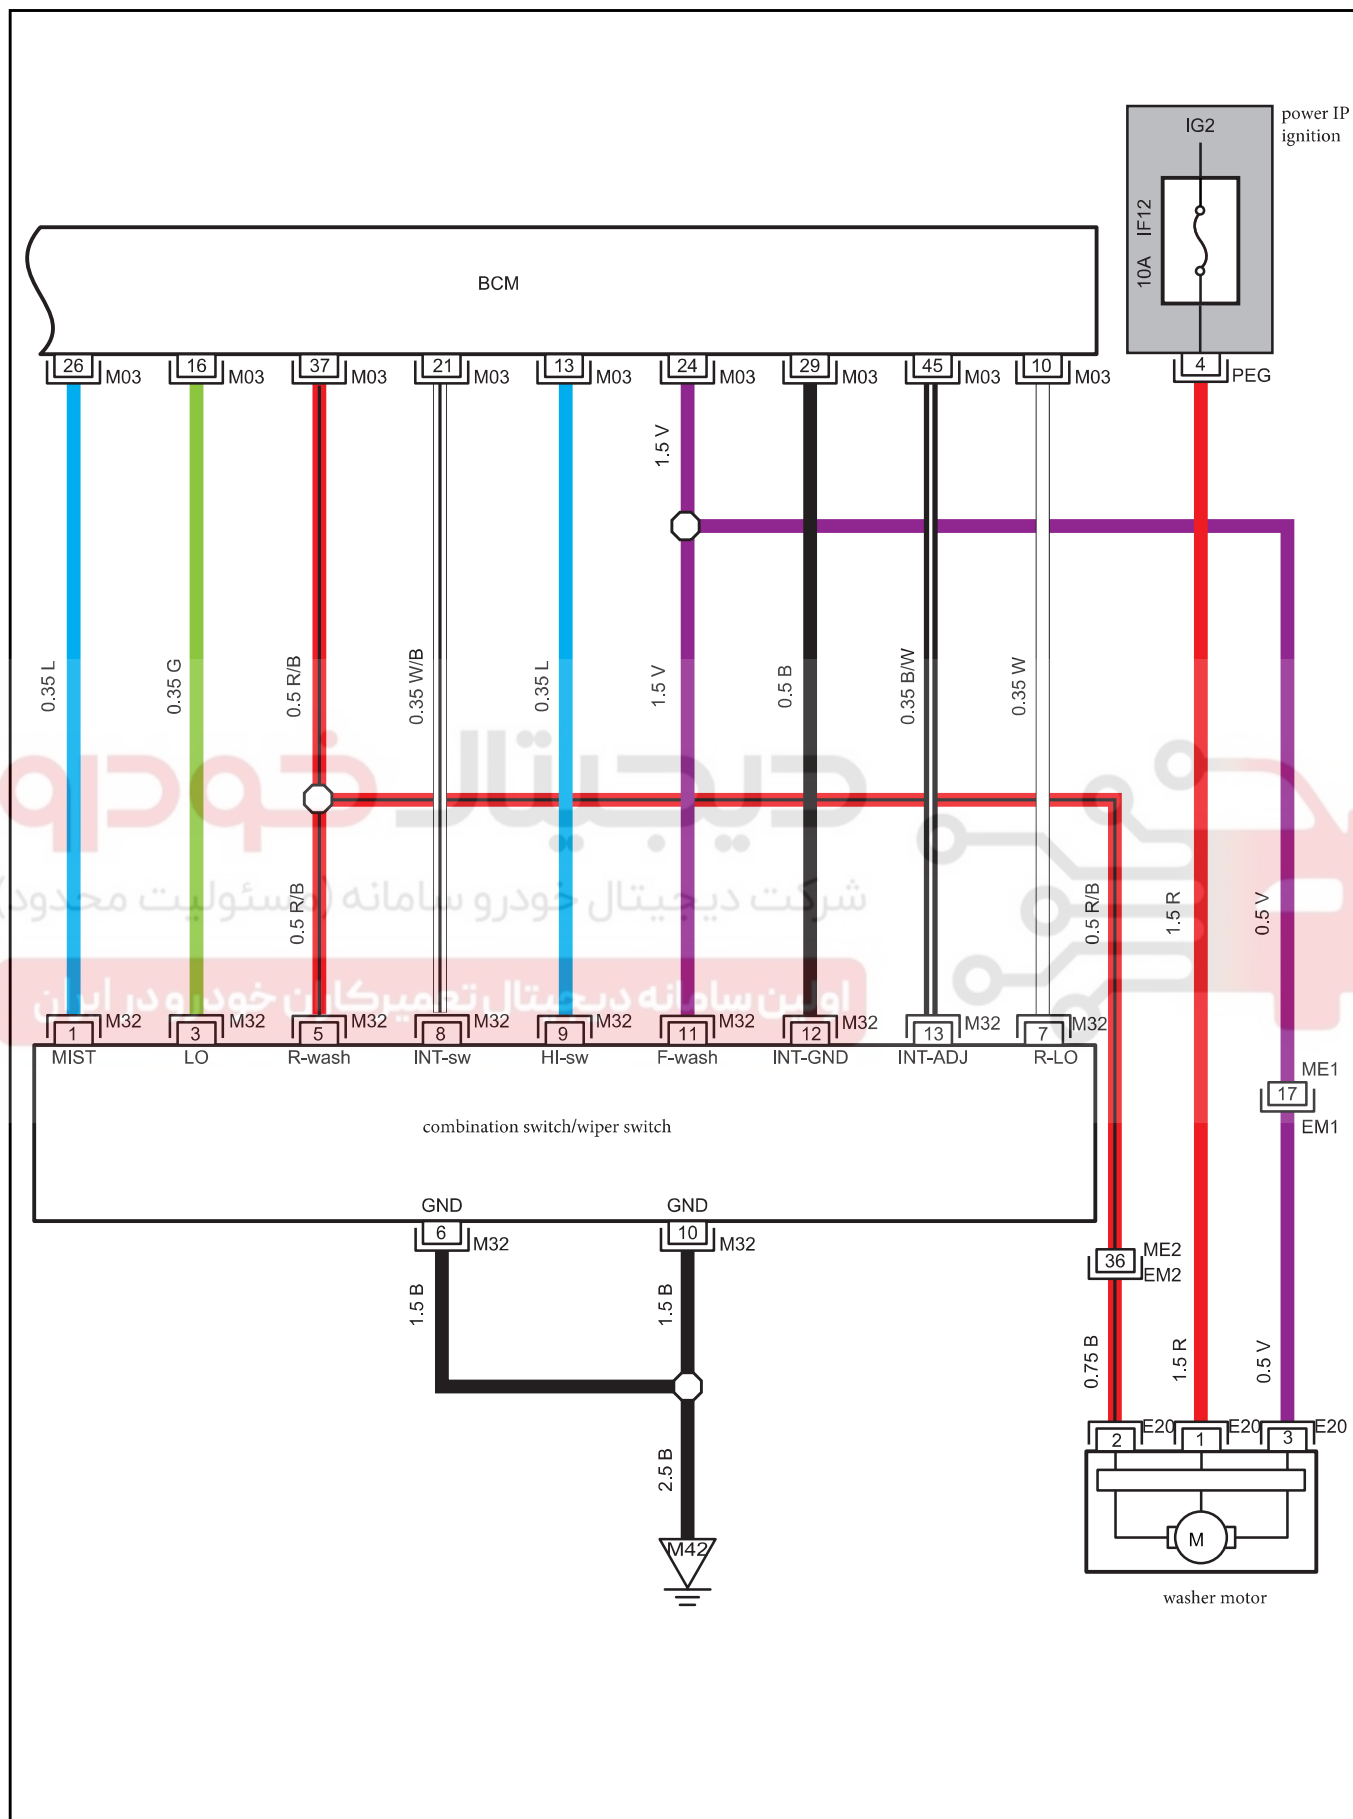 power IP
ignition
IG2
IF12
10A
BCM
26 M03
16 M03
37 M03
21 M03
13 M03
24 M03
29 M03
45 M03
10 M03
4 PEG
1.5 V
0.35 L
0.35 G
0.5 R/B
0.35 W/B
0.35 L
1.5 V
0.5 B
0.35 B/W
0.35 W
دیجیتال خودرو
شرکت دیجیتال خودرو سامانه (مسئولیت محدود)
0.5 R/B
0.5 R/B
1.5 R
0.5 V
اولین سامانه دیجیتال تعمیرکاران خودرو در ایران
1 M32
3 M32
5 M32
8 M32
9 M32
11 M32
12 M32
13 M32
7 M32
MIST
LO
R-wash
INT-sw
HI-sw
F-wash
INT-GND
INT-ADJ
R-LO
ME1
17
EM1
combination switch/wiper switch
GND
GND
6 M32
10 M32
ME2
36
EM2
1.5 B
1.5 B
0.75 B
1.5 R
0.5 V
2 E20
1 E20
3 E20
2.5 B
M
M42
washer motor